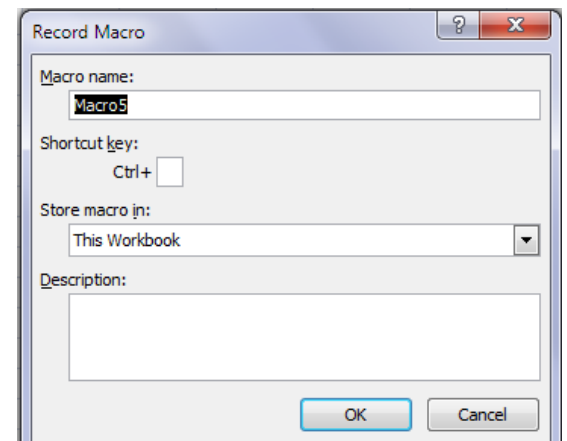 Record Macro
?
Macro name:
Macro5
Shortcut key:
Ctrl+
Store macro in:
This Workbook
Description:
OK Cancel